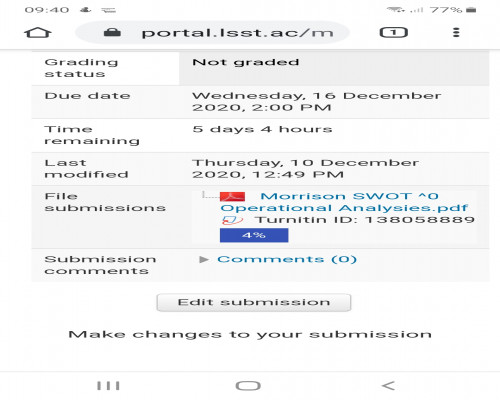 09:40
77%
portal.lsst.ac/m
1
Grading
status
Not graded
Due date
Wednesday, 16 December
2020, 2:00 PM
Time
remaining
5 days 4 hours
Last
modified
Thursday, 10 December
2020, 12:49 PM
File
submissions
Morrison SWOT ^0
Operational Analysies.pdf
Turnitin ID: 138058889
4%
Submission
comments
Comments (0)
Edit submission
Make changes to your submission